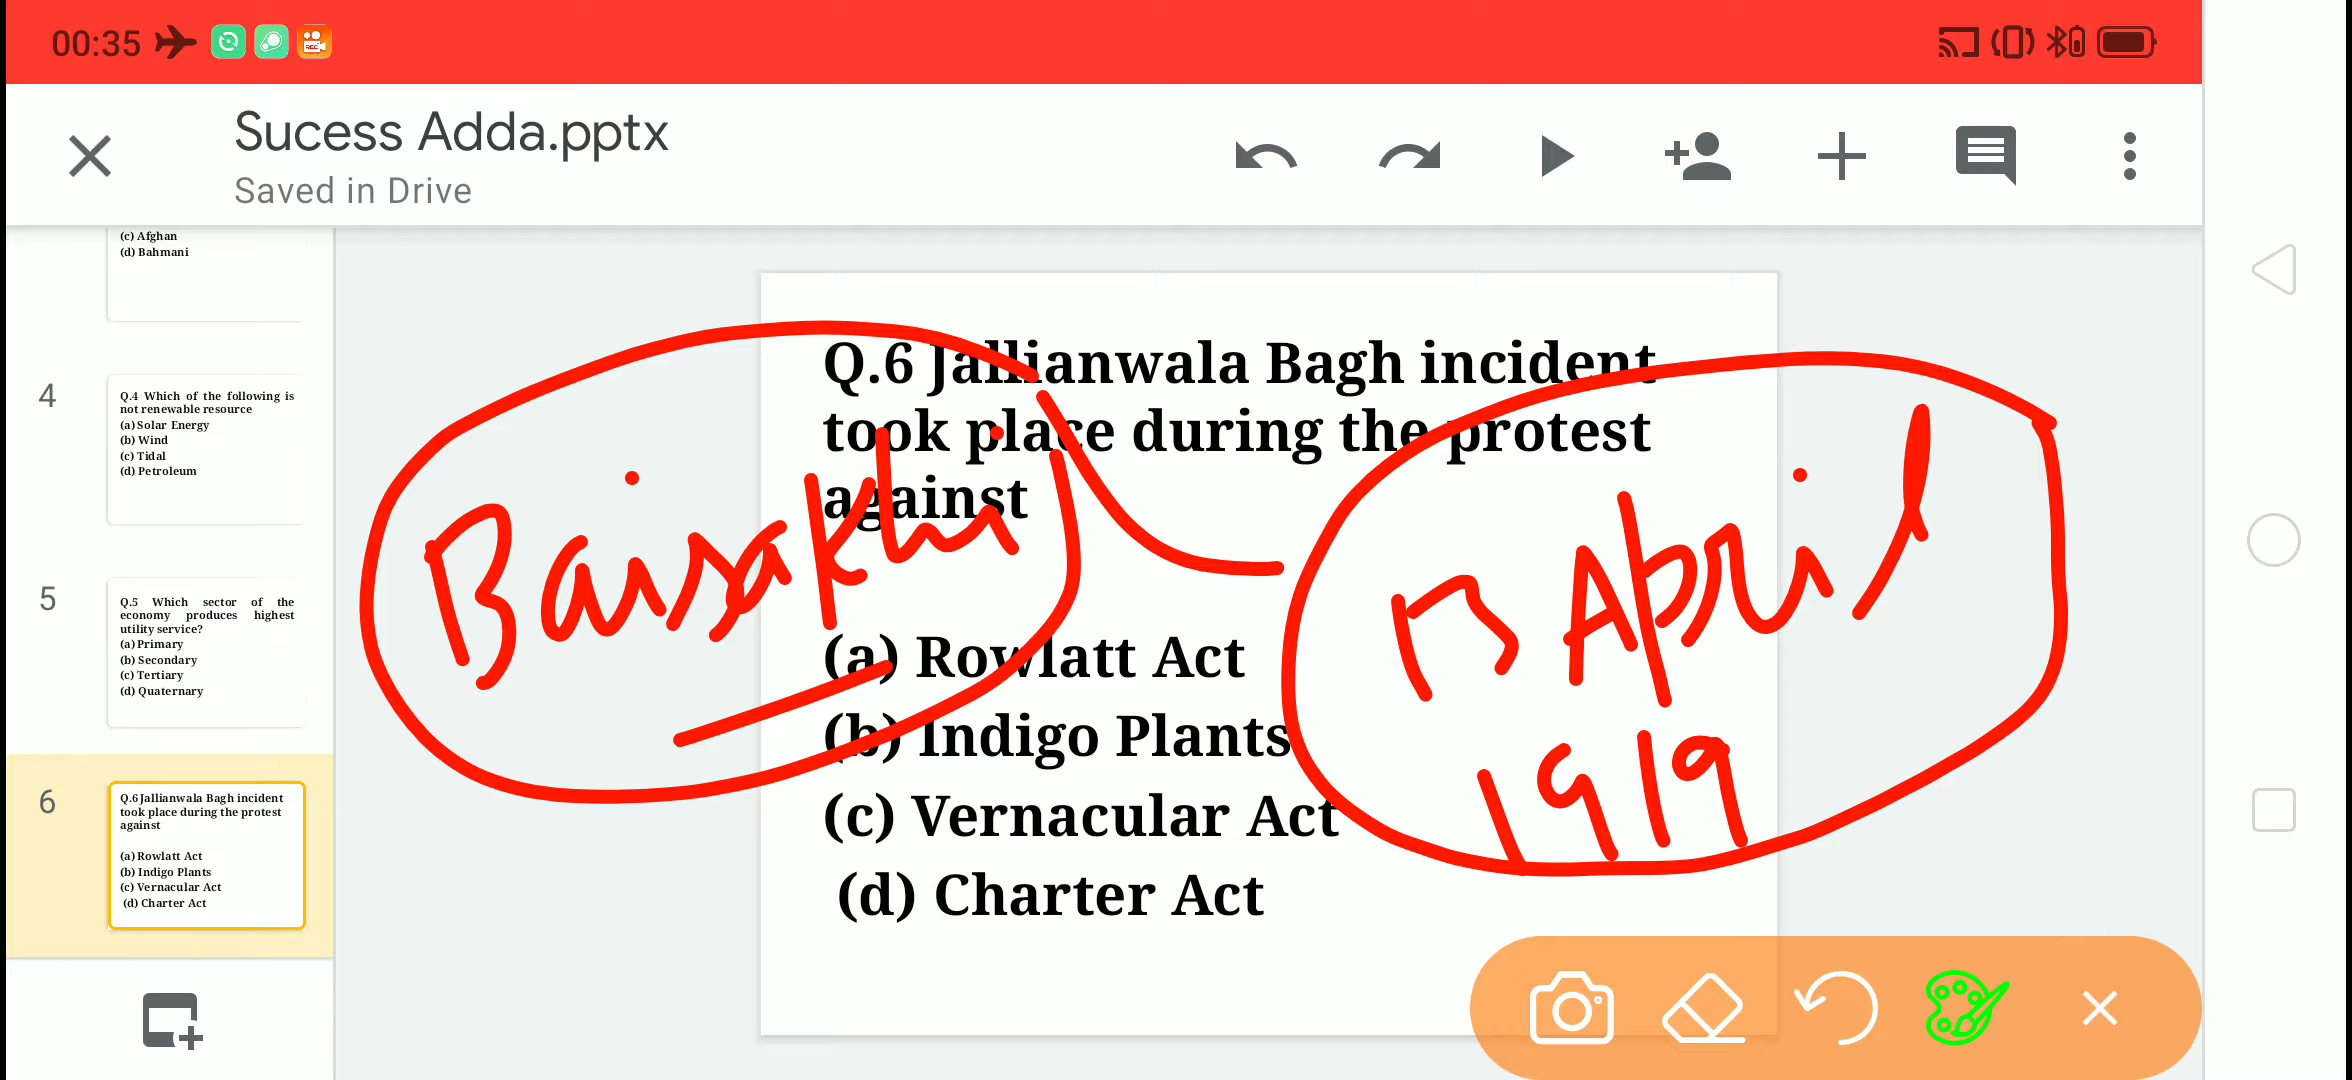 00:35
REC
Sucess Adda.pptx
Saved in Drive
(c) Afghan
(d) Bahmani
4
Q.4 Which of the following is
not renewable resource
(a) Solar Energy
(b) Wind
(c) Tidal
(d) Petroleum
5
Q.5 Which sector of the
economy produces highest
utility service?
(a) Primary
(b) Secondary
(c) Tertiary
(d) Quaternary
6
Q.6 Jallianwala Bagh incident
took place during the protest
against
(a) Rowlatt Act
(b) Indigo Plants
(c) Vernacular Act
(d) Charter Act
Q.6 Jallianwala Bagh incident
took place during the protest
against
(a) Rowlatt Act
(b) Indigo Plants
(c) Vernacular Act
(d) Charter Act
Baisakhi
13 April
1919